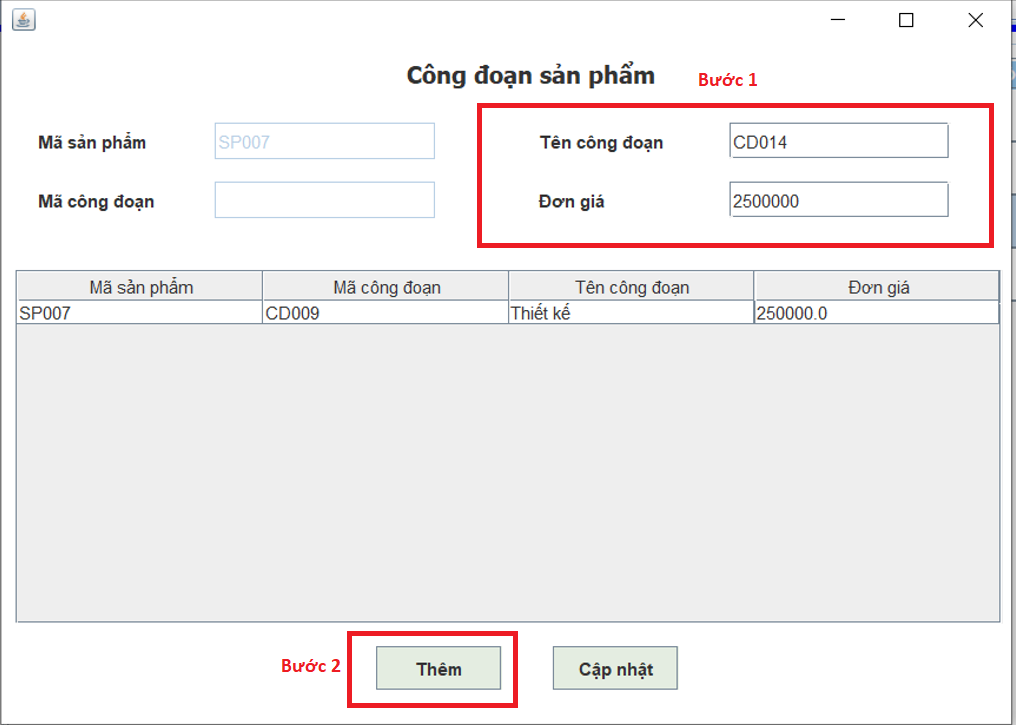 Công đoạn sản phẩm
Bước 1
Mã sản phẩm
SP007
Tên công đoạn
CD014
Mã công đoạn
Đơn giá
2500000
Mã sản phẩm
Mã công đoạn
Tên công đoạn
Đơn giá
SP007
CD009
Thiết kế
250000.0
Bước 2
Thêm
Cập nhật